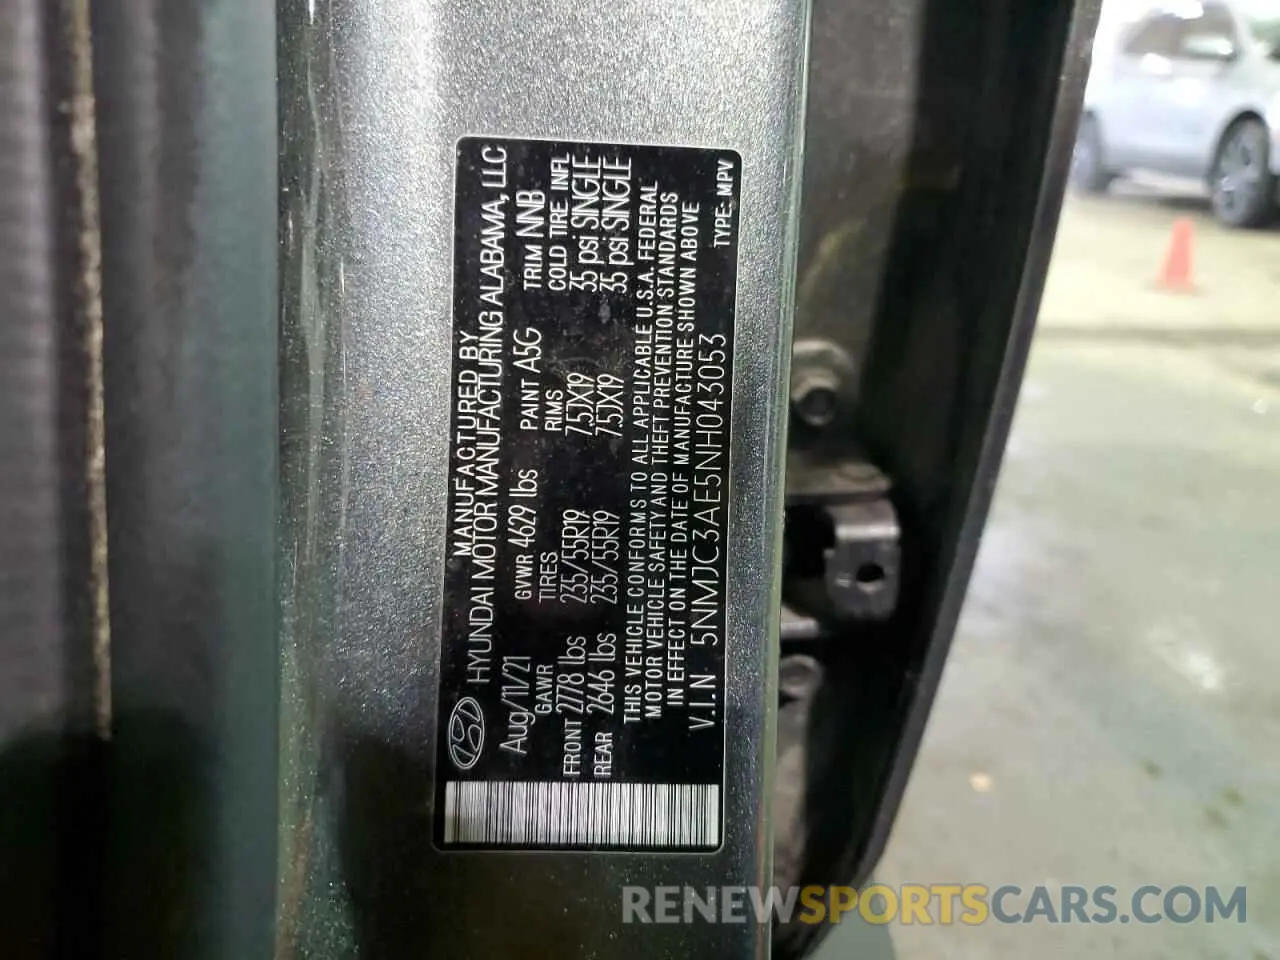 MANUFACTURED BY
HYUNDAI MOTOR MANUFACTURING ALABAMA, LLC
Aug/11/21 GVWR 4629 lbs PAINT A5G TRIM NNB
GAWR TIRES RIMS COLD TIRE INFL
FRONT 2778 lbs 235/55R19 7.5JX19 35 psi SINGLE
REAR 2646 lbs 235/55R19 7.5JX19 35 psi SINGLE
THIS VEHICLE CONFORMS TO ALL APPLICABLE U.S.A. FEDERAL
MOTOR VEHICLE SAFETY AND THEFT PREVENTION STANDARDS
IN EFFECT ON THE DATE OF MANUFACTURE SHOWN ABOVE
V.I.N 5NMJC3AE5NH043053 TYPE: MPV
RENEWSPORTSCARS.COM